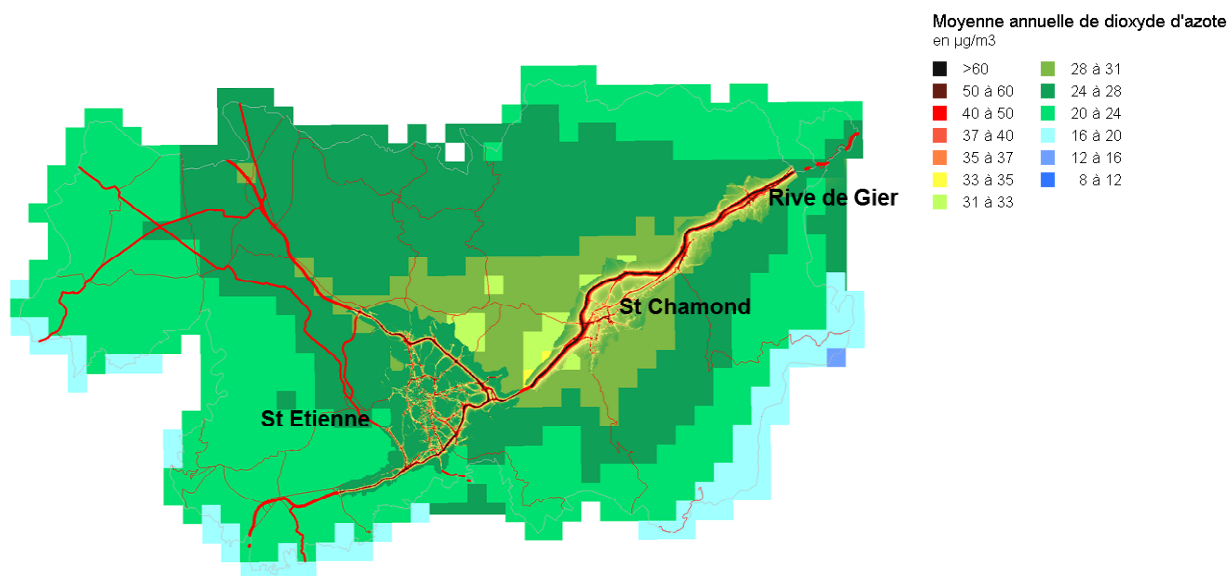 Moyenne annuelle de dioxyde d'azote
en µg/m3
>60
50 à 60
40 à 50
37 à 40
35 à 37
33 à 35
31 à 33
28 à 31
24 à 28
20 à 24
16 à 20
12 à 16
8 à 12
Rive de Gier
St Chamond
St Etienne